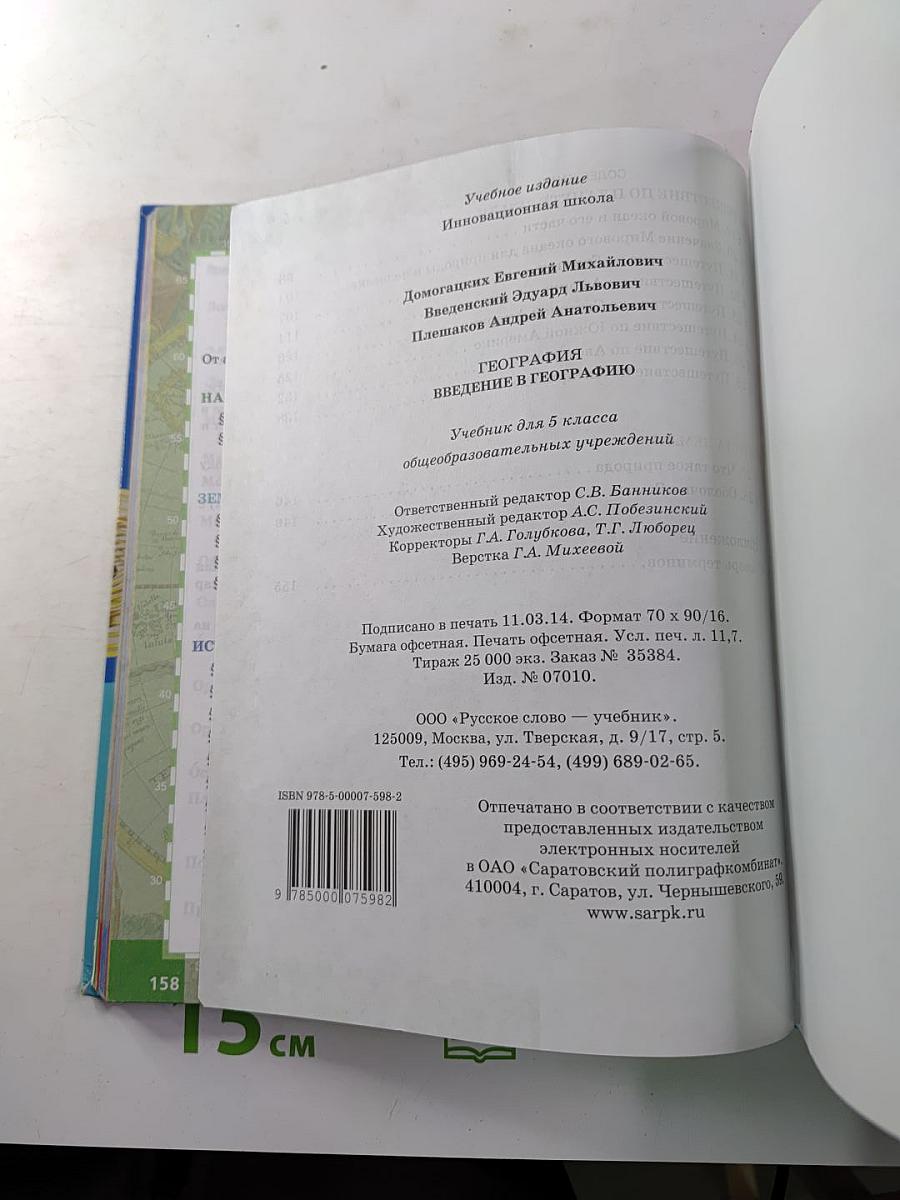 Учебное издание
Инновационная школа
Домогацких Евгений Михайлович
Введенский Эдуард Львович
Плешаков Андрей Анатольевич
ГЕОГРАФИЯ
ВВЕДЕНИЕ В ГЕОГРАФИЮ
Учебник для 5 класса
общеобразовательных учреждений
Ответственный редактор С.В. Банников
Художественный редактор А.С. Побезинский
Корректоры Г.А. Голубкова, Т.Г. Люборец
Верстка Г.А. Михеевой
Подписано в печать 11.03.14. Формат 70 х 90/16.
Бумага офсетная. Печать офсетная. Усл. печ. л. 11,7.
Тираж 25 000 экз. Заказ № 35384.
Изд. № 07010.
ООО «Русское слово — учебник».
125009, Москва, ул. Тверская, д. 9/17, стр. 5.
Тел.: (495) 969-24-54, (499) 689-02-65.
ISBN 978-5-00007-598-2
9 785000 075982
Отпечатано в соответствии с качеством
предоставленных издательством
электронных носителей
в ОАО «Саратовский полиграфкомбинат».
410004, г. Саратов, ул. Чернышевского, 59.
www.sarpk.ru
158
15 см